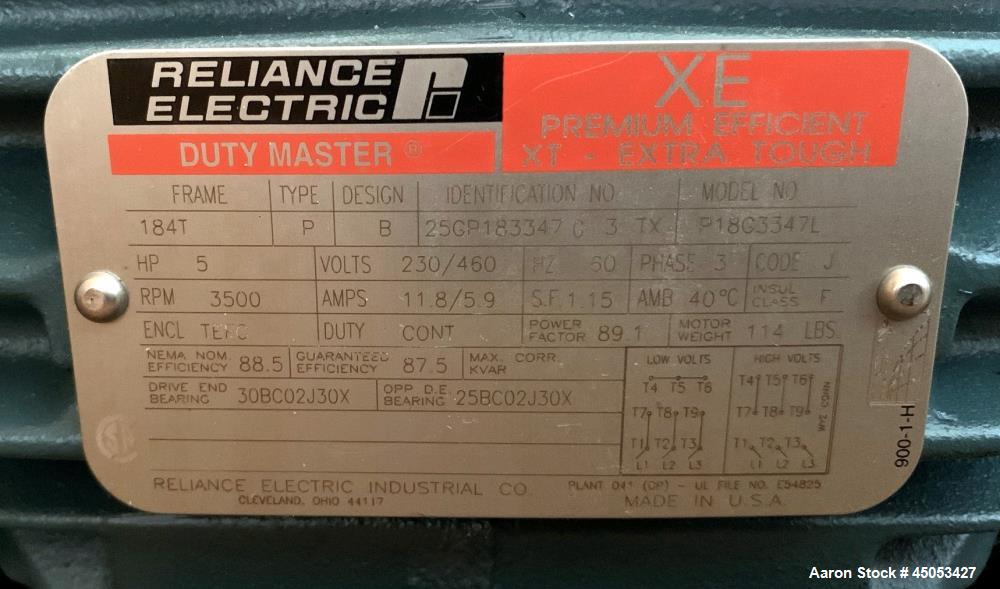 RELIANCE
ELECTRIC
DUTY MASTER ®
XE
PREMIUM EFFICIENT
XT - EXTRA TOUGH
FRAME TYPE DESIGN IDENTIFICATION NO. MODEL NO.
184T P B 25GP183347 C 3 TX P18G3347L
HP 5 VOLTS 230/460 HZ 60 PHASE 3 CODE J
RPM 3500 AMPS 11.8/5.9 S.F. 1.15 AMB 40°C INSUL CLASS F
ENCL TEFC DUTY CONT POWER FACTOR 89.1 MOTOR WEIGHT 114 LBS.
NEMA NOM. EFFICIENCY 88.5 GUARANTEED EFFICIENCY 87.5 MAX. CORR. KVAR
DRIVE END BEARING 30BC02J30X OPP D.E. BEARING 25BC02J30X
LOW VOLTS HIGH VOLTS
T4 T5 T6 T4 T5 T6
T7 T8 T9 T7 T8 T9
T1 T2 T3 T1 T2 T3
L1 L2 L3 L1 L2 L3
WYE CONN
900-1-H
RELIANCE ELECTRIC INDUSTRIAL CO. PLANT 041 (OP) - UL FILE NO. E54825
CLEVELAND, OHIO 44117 MADE IN U.S.A.
Aaron Stock # 45053427